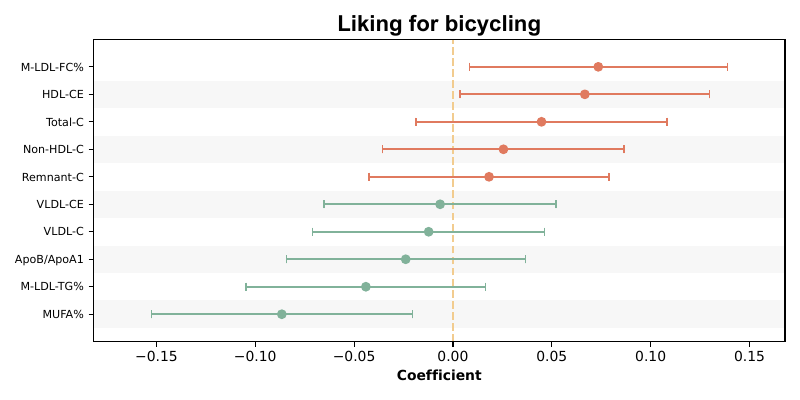 Liking for bicycling
M-LDL-FC%
HDL-CE
Total-C
Non-HDL-C
Remnant-C
VLDL-CE
VLDL-C
ApoB/ApoA1
M-LDL-TG%
MUFA%
−0.15 −0.10 −0.05 0.00 0.05 0.10 0.15
Coefficient